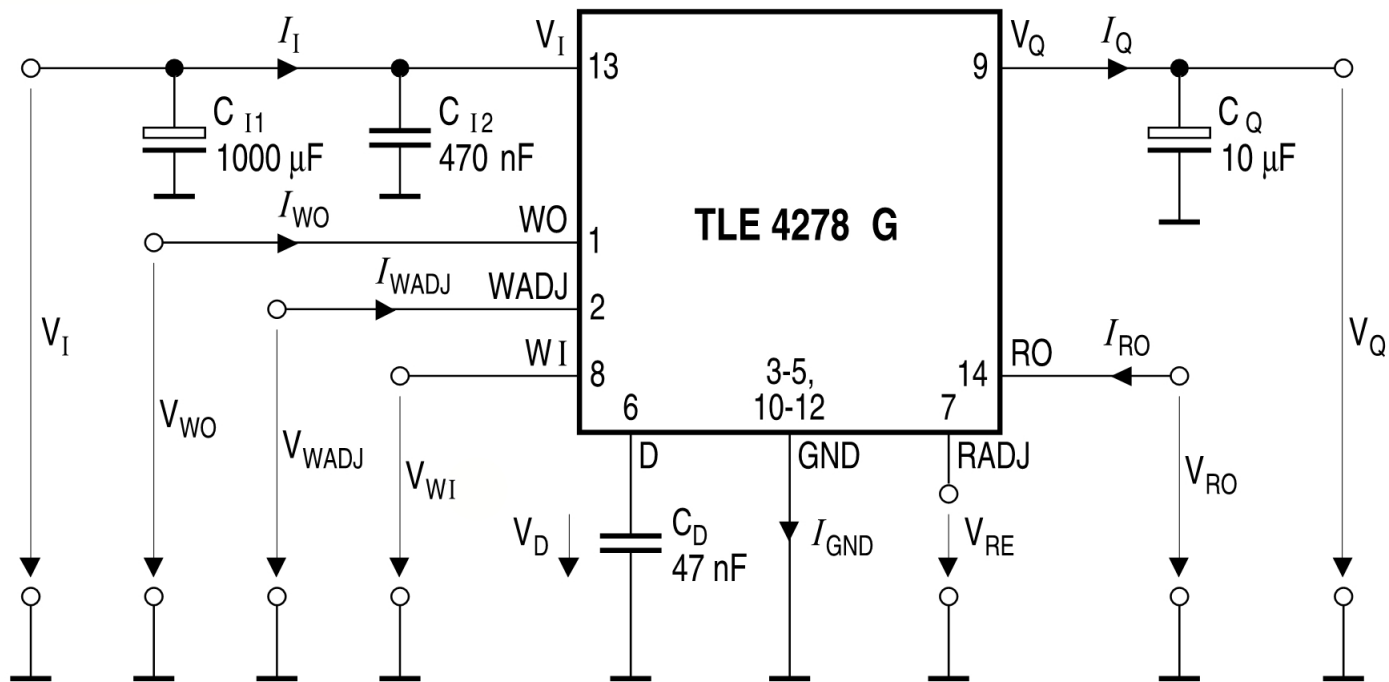 I_I
V_I
13
C_I1
1000 µF
C_I2
470 nF
V_Q
9
I_Q
C_Q
10 µF
TLE 4278 G
I_WO
WO
1
I_WADJ
WADJ
2
WI
8
I_RO
RO
14
3-5,
10-12
6
7
D
GND
RADJ
V_I
V_WO
V_WADJ
V_WI
V_D
C_D
47 nF
I_GND
V_RE
V_RO
V_Q